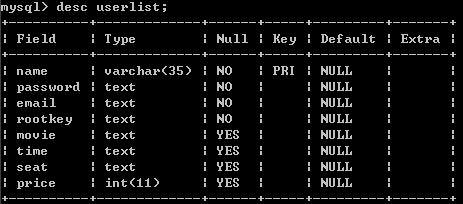 mysql> desc userlist;
+----------+-------------+------+-----+---------+-------+
| Field    | Type        | Null | Key | Default | Extra |
+----------+-------------+------+-----+---------+-------+
| name     | varchar(35) | NO   | PRI | NULL    |       |
| password | text        | NO   |     | NULL    |       |
| email    | text        | NO   |     | NULL    |       |
| rootkey  | text        | NO   |     | NULL    |       |
| movie    | text        | YES  |     | NULL    |       |
| time     | text        | YES  |     | NULL    |       |
| seat     | text        | YES  |     | NULL    |       |
| price    | int(11)     | YES  |     | NULL    |       |
+----------+-------------+------+-----+---------+-------+